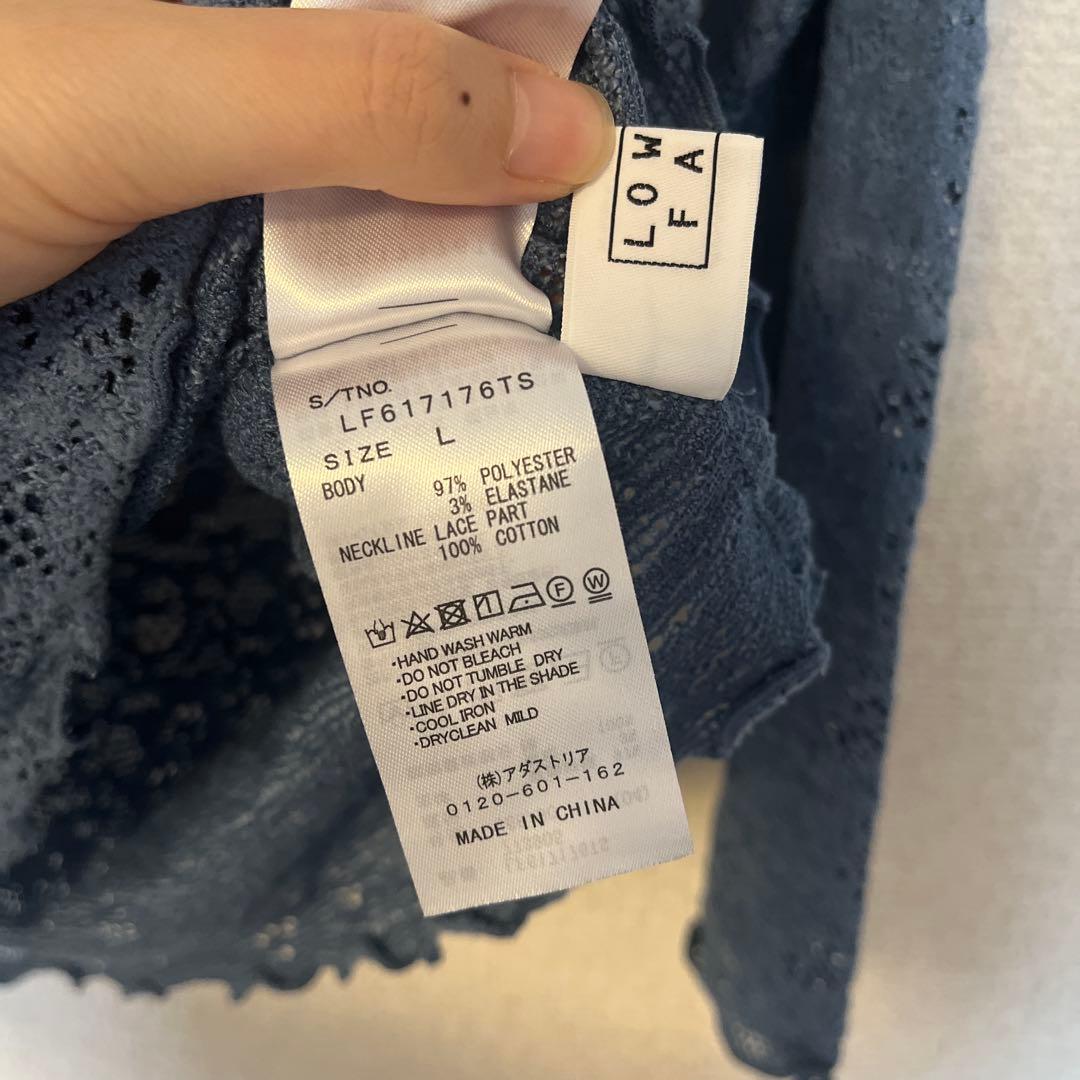 LOW
FA
S/TNO.
LF617176TS
SIZE L
BODY 97% POLYESTER
3% ELASTANE
NECKLINE LACE PART
100% COTTON
F W
・HAND WASH WARM
・DO NOT BLEACH
・DO NOT TUMBLE DRY
・LINE DRY IN THE SHADE
・COOL IRON
・DRYCLEAN MILD
(株)アダストリア
0120-601-162
MADE IN CHINA